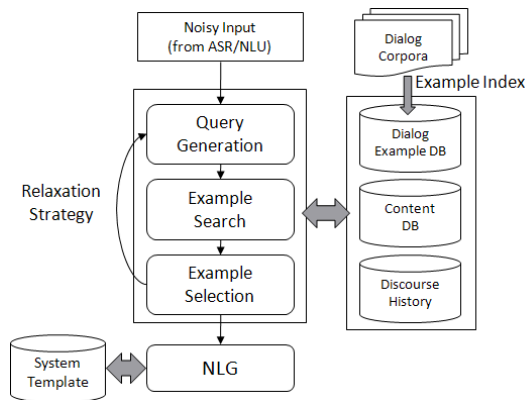 Noisy Input
(from ASR/NLU)
Dialog
Corpora
Example Index
Query
Generation
Dialog
Example DB
Relaxation
Strategy
Example
Search
Content
DB
Example
Selection
Discourse
History
System
Template
NLG